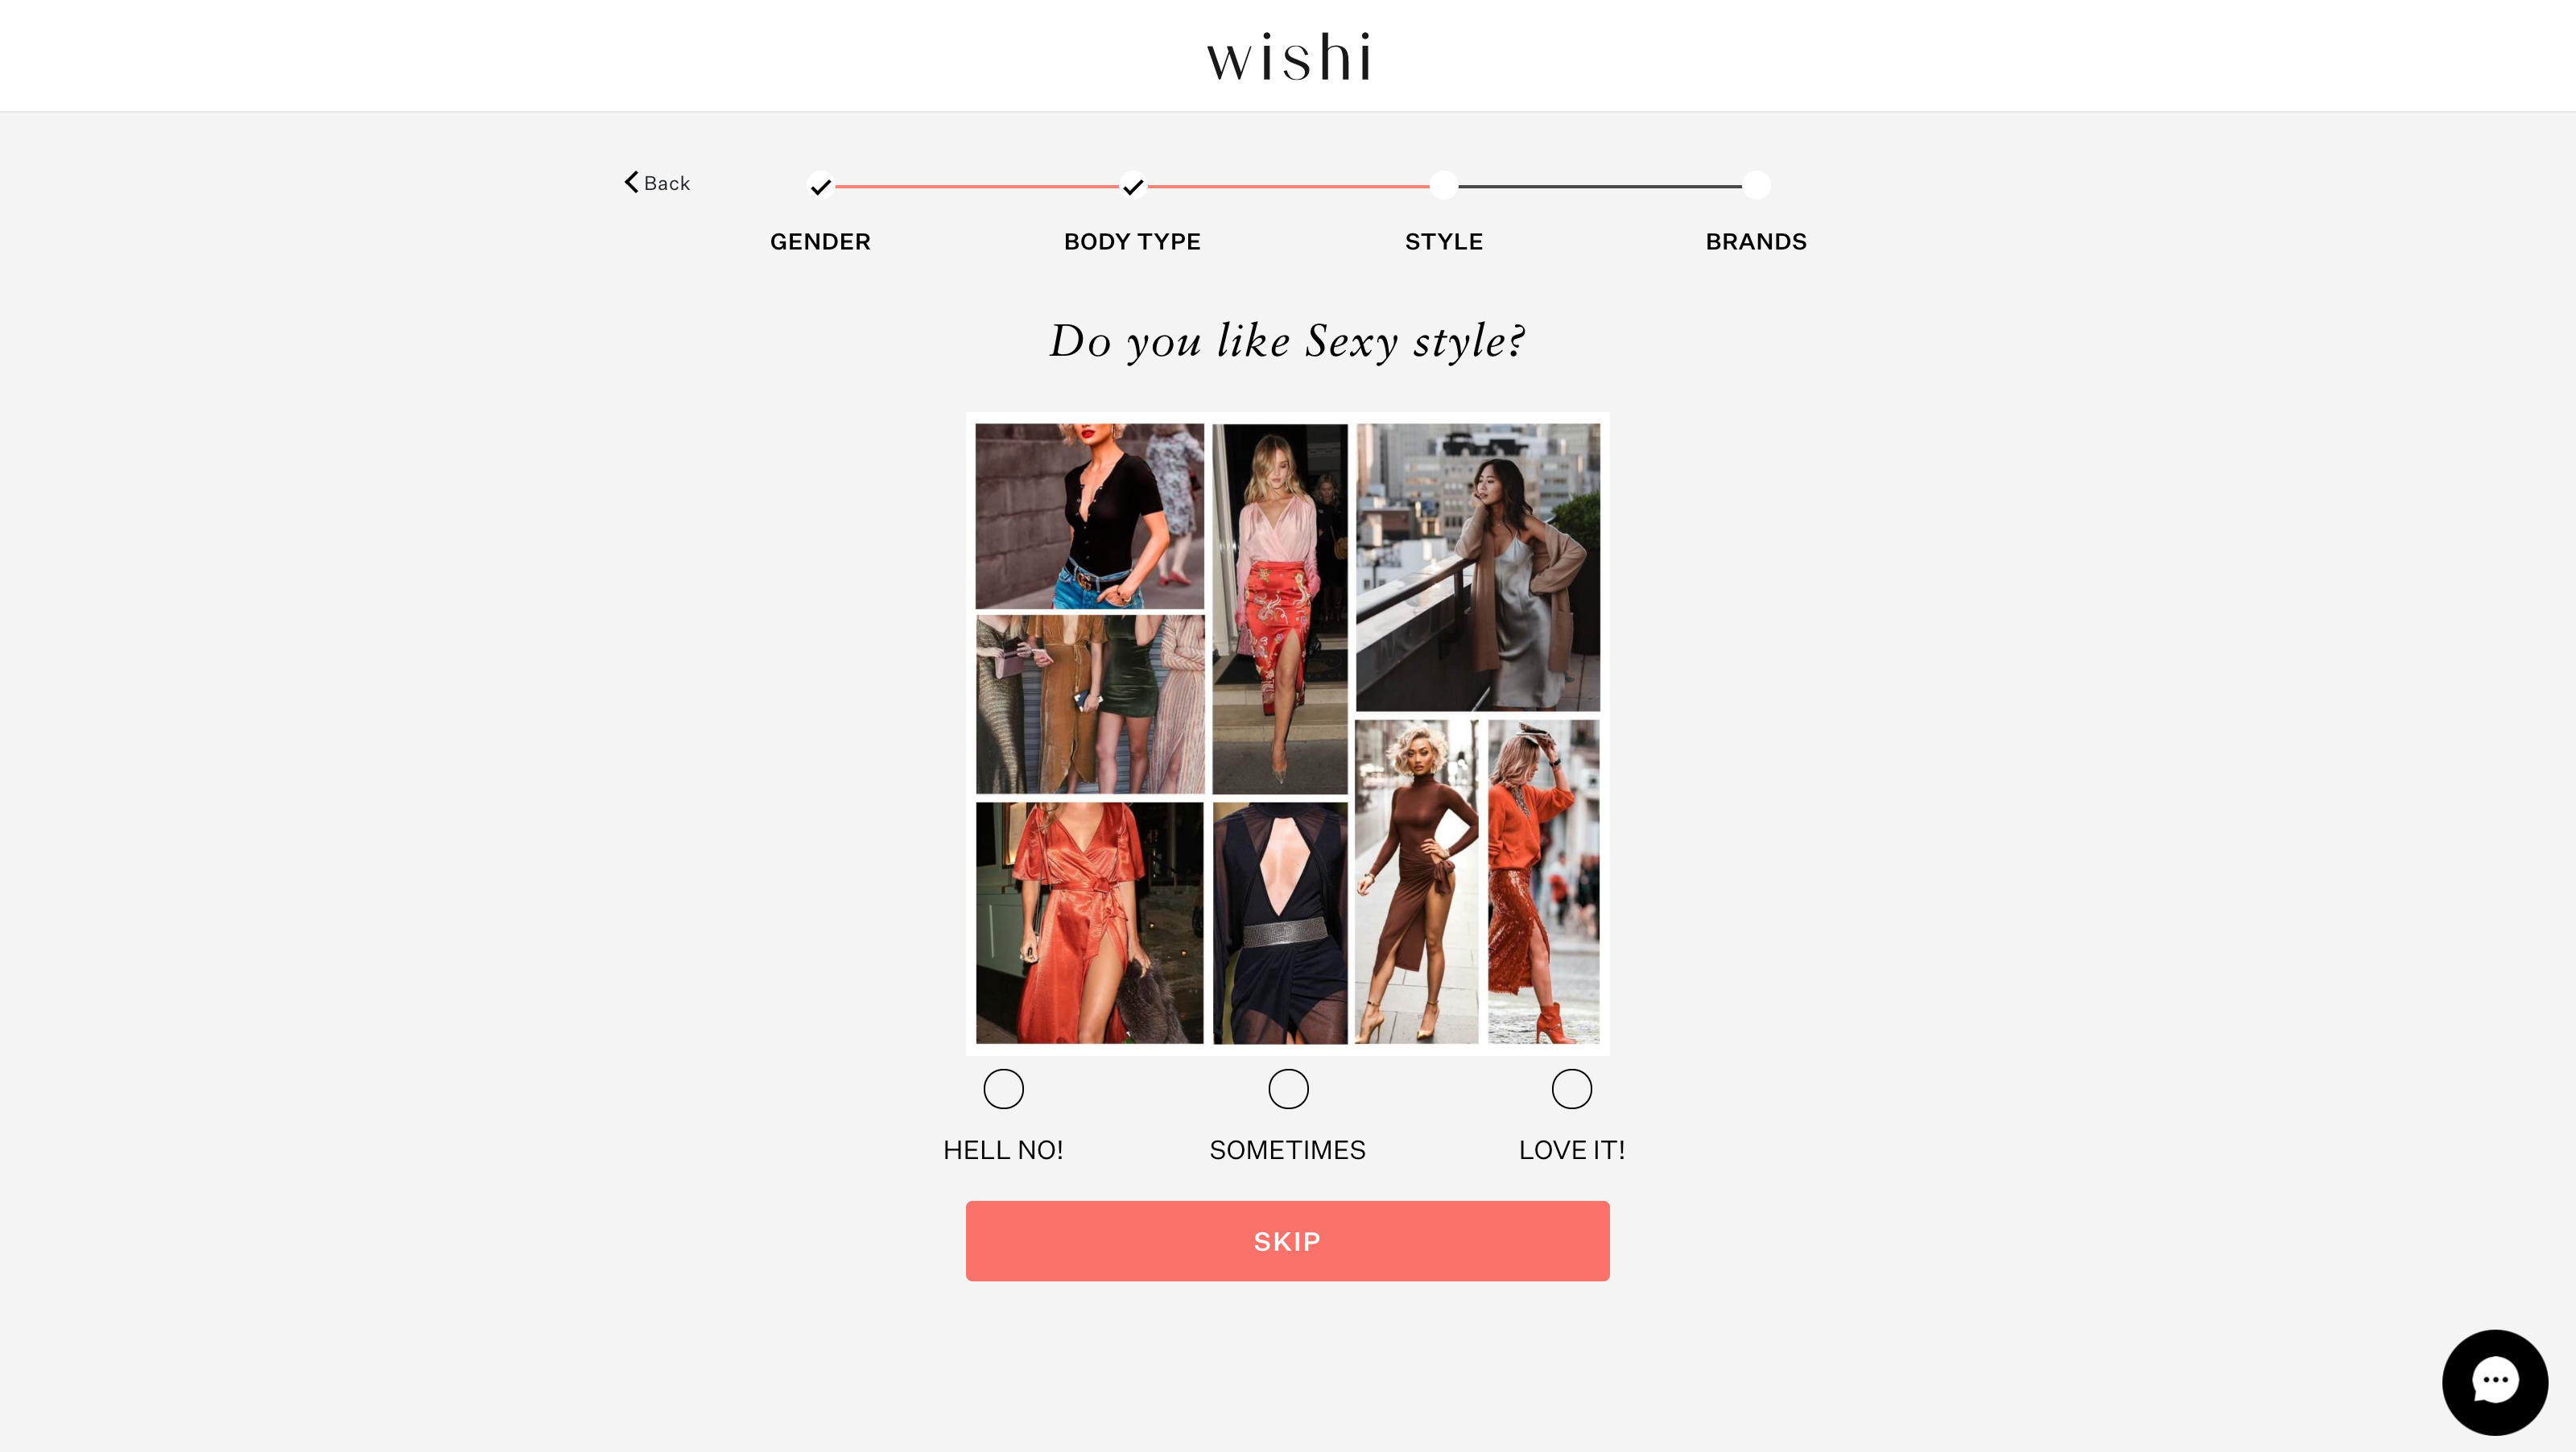 wishi
Back
GENDER
BODY TYPE
STYLE
BRANDS
Do you like Sexy style?
HELL NO!
SOMETIMES
LOVE IT!
SKIP